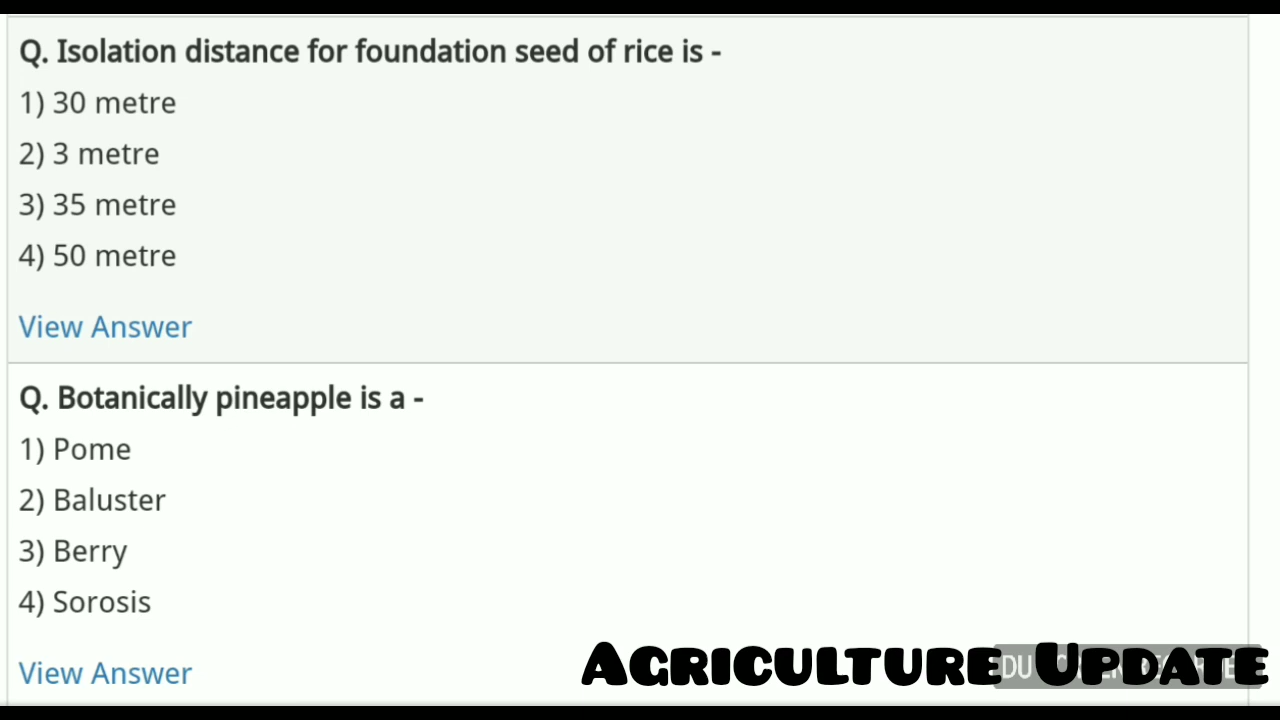 Q. Isolation distance for foundation seed of rice is -
1) 30 metre
2) 3 metre
3) 35 metre
4) 50 metre
View Answer
Q. Botanically pineapple is a -
1) Pome
2) Baluster
3) Berry
4) Sorosis
View Answer
AGRICULTURE UPDATE